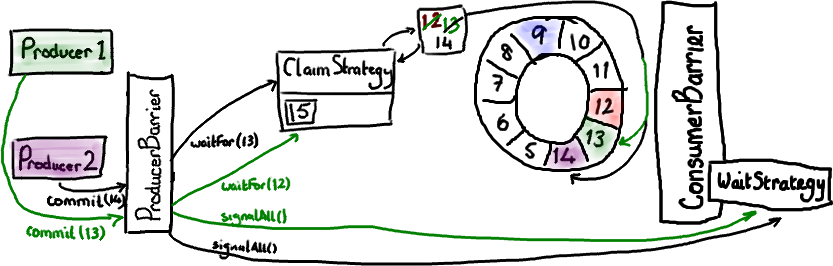 Producer 1
Producer 2
commit(14)
commit(13)
ProducerBarrier
waitFor(13)
waitFor(12)
signalAll()
signalAll()
ClaimStrategy
15
12 13
14
5
6
7
8
9
10
11
12
13
14
ConsumerBarrier
WaitStrategy